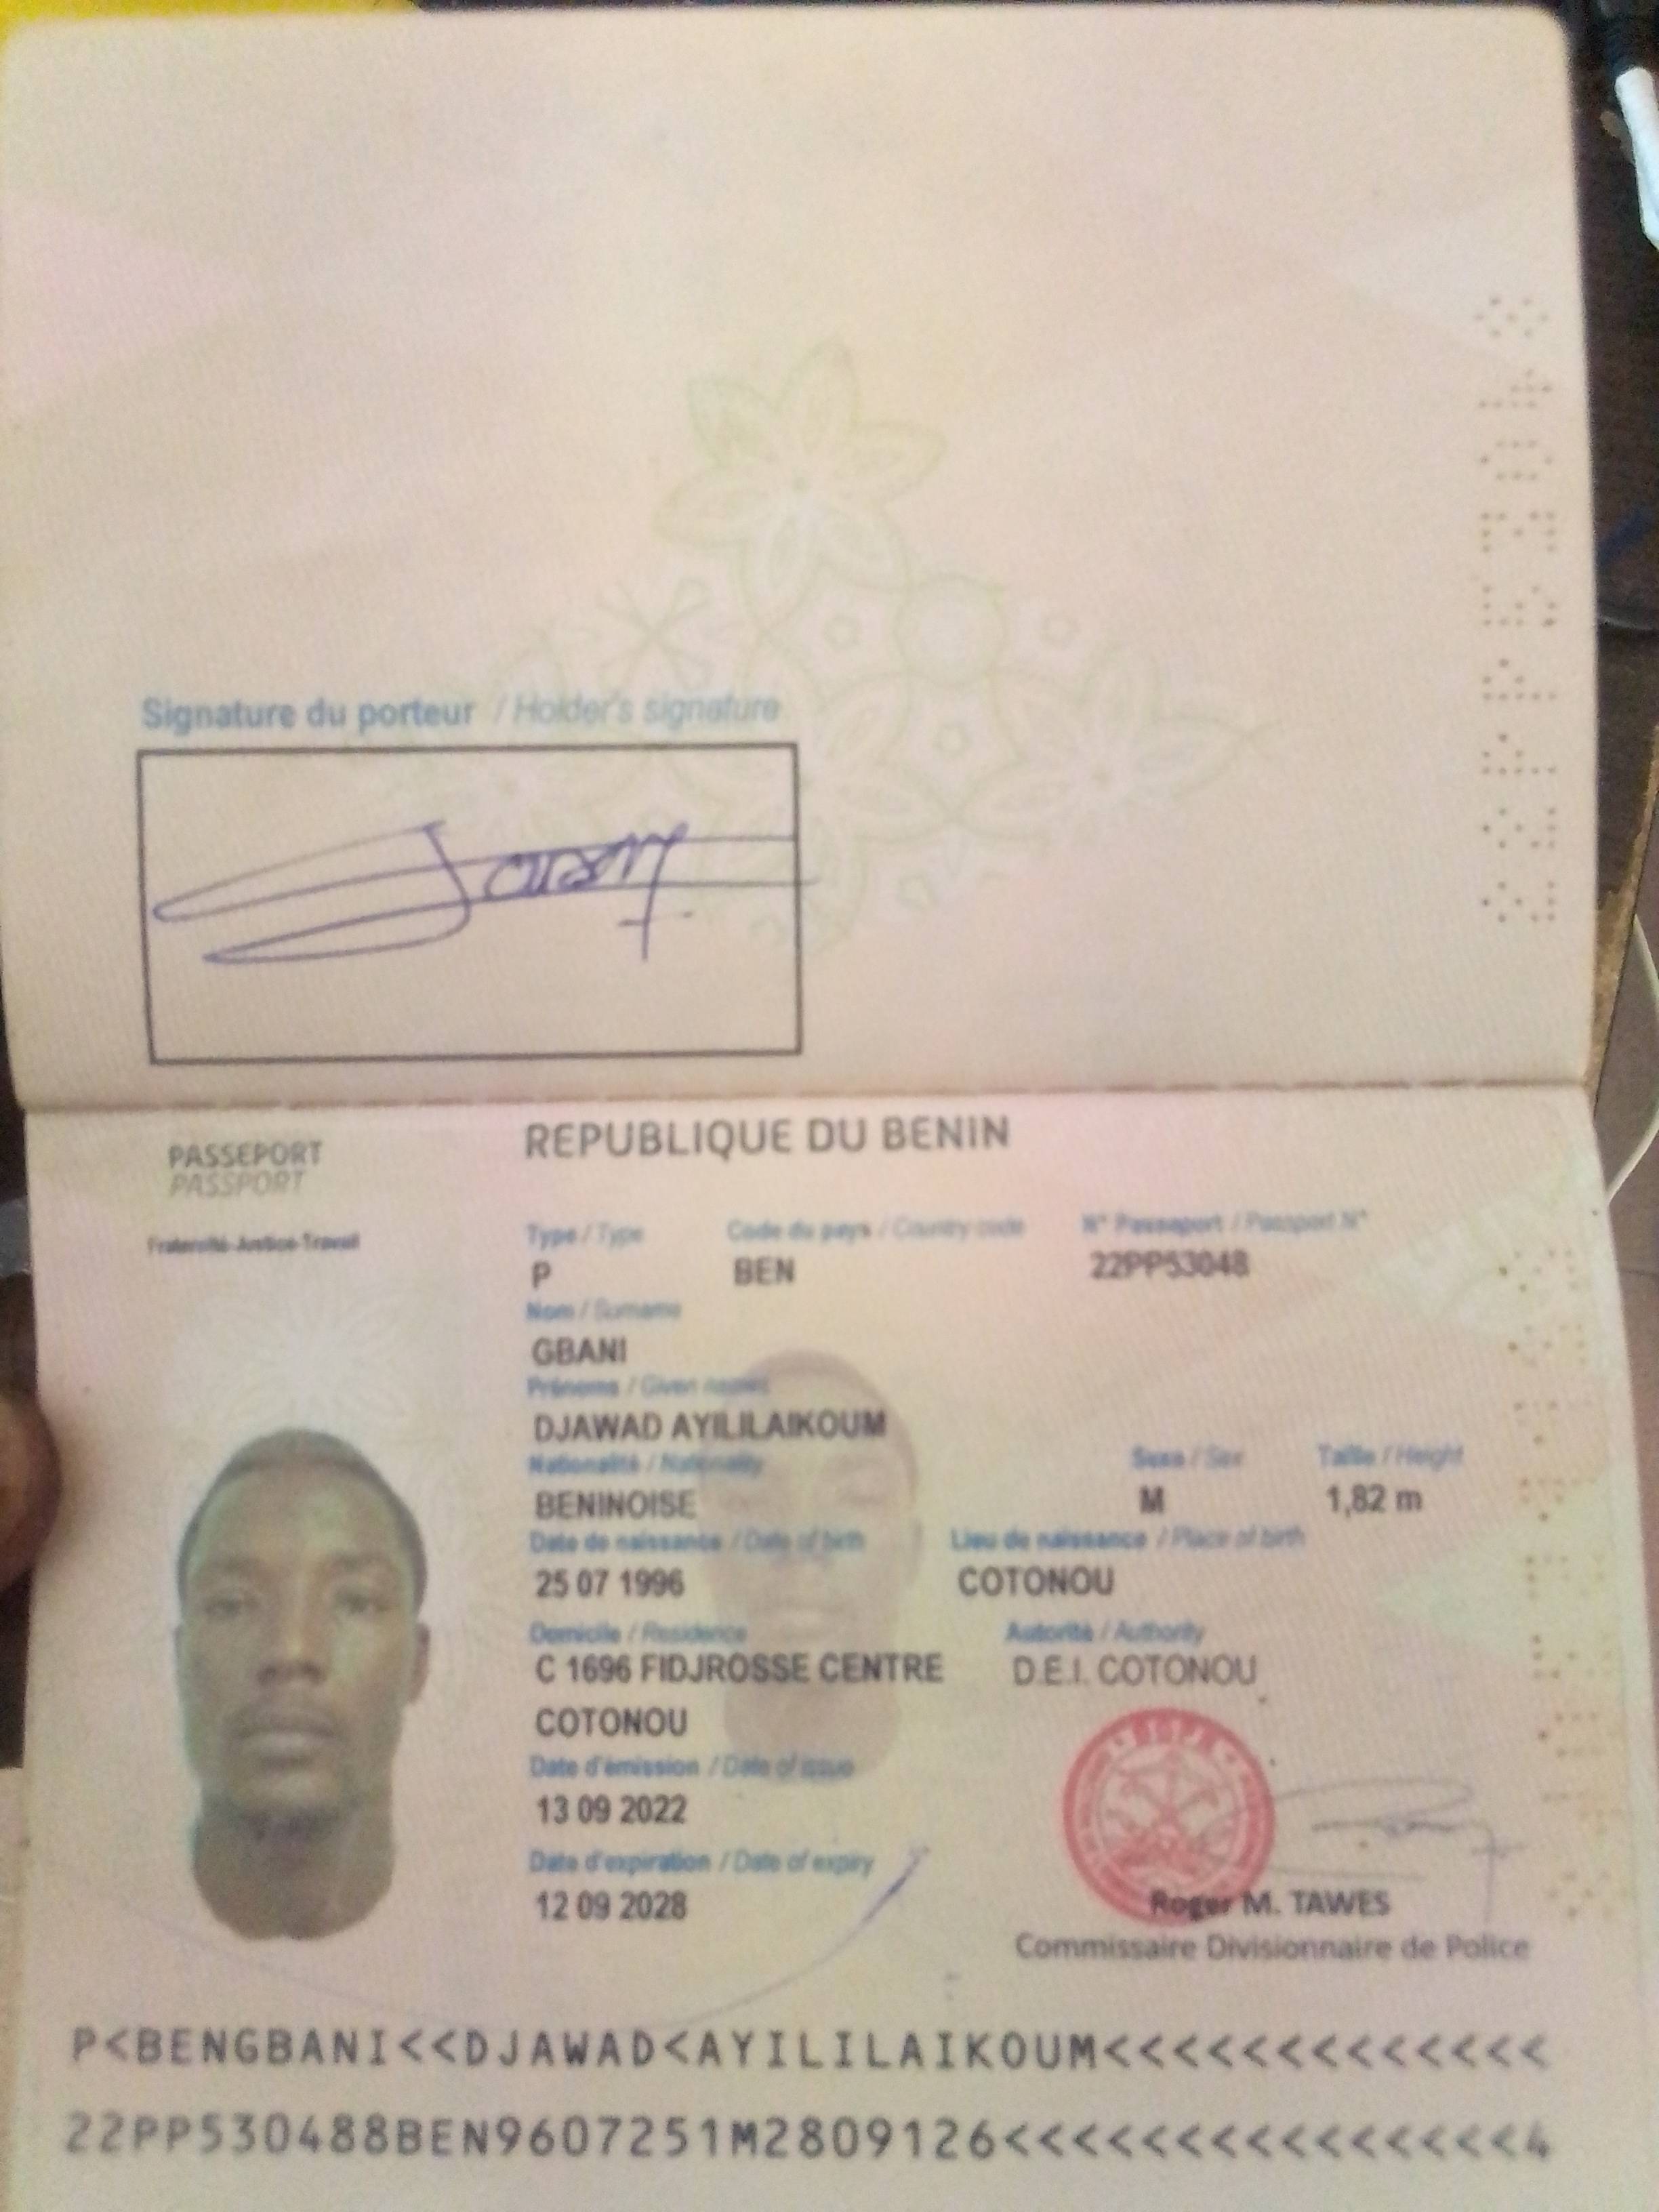 Signature du porteur / Holder's signature
PASSEPORT
PASSPORT
Fraternité-Justice-Travail
REPUBLIQUE DU BENIN
Type / Type Code du pays / Country code N° Passeport / Passport N°
P BEN 22PP53048
Nom / Surname
GBANI
Prénoms / Given names
DJAWAD AYILILAIKOUM
Nationalité / Nationality Sexe / Sex Taille / Height
BENINOISE M 1,82 m
Date de naissance / Date of birth Lieu de naissance / Place of birth
25 07 1996 COTONOU
Domicile / Residence Autorité / Authority
C 1696 FIDJROSSE CENTRE D.E.I. COTONOU
COTONOU
Date d'émission / Date of issue
13 09 2022
Date d'expiration / Date of expiry
12 09 2028
Roger M. TAWES
Commissaire Divisionnaire de Police
P<BENGBANI<<DJAWAD<AYILILAIKOUM<<<<<<<<<<<<<
22PP530488BEN9607251M2809126<<<<<<<<<<<<<<<4